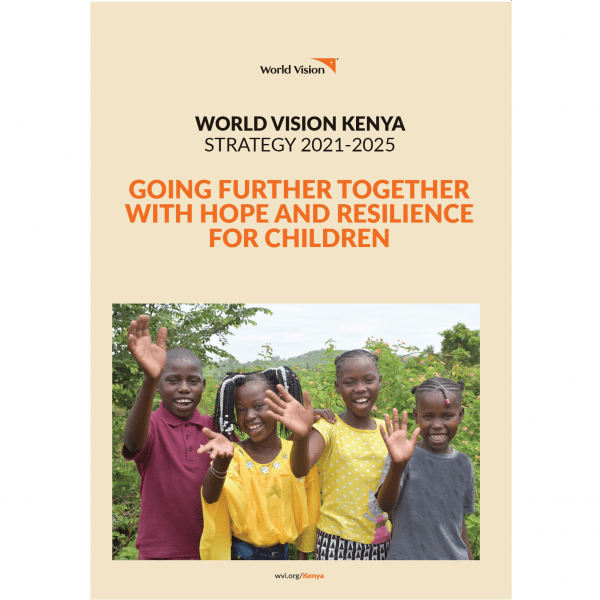 World Vision
WORLD VISION KENYA
STRATEGY 2021-2025
GOING FURTHER TOGETHER
WITH HOPE AND RESILIENCE
FOR CHILDREN
wvi.org/Kenya